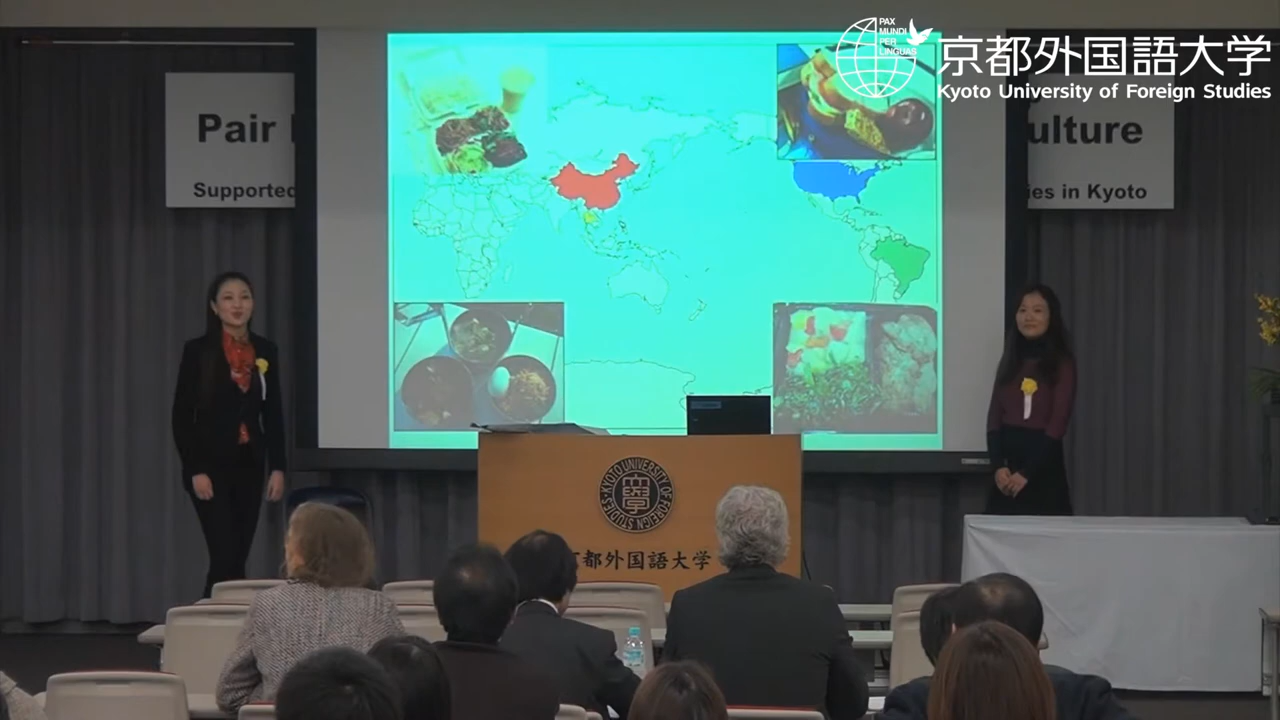 PAX
MUNDI
PER
LINGUAS
京都外国語大学
Kyoto University of Foreign Studies
Pair
ulture
Supported
ies in Kyoto
KYOTO UNIVERSITY OF FOREIGN STUDIES
京都外国語大学